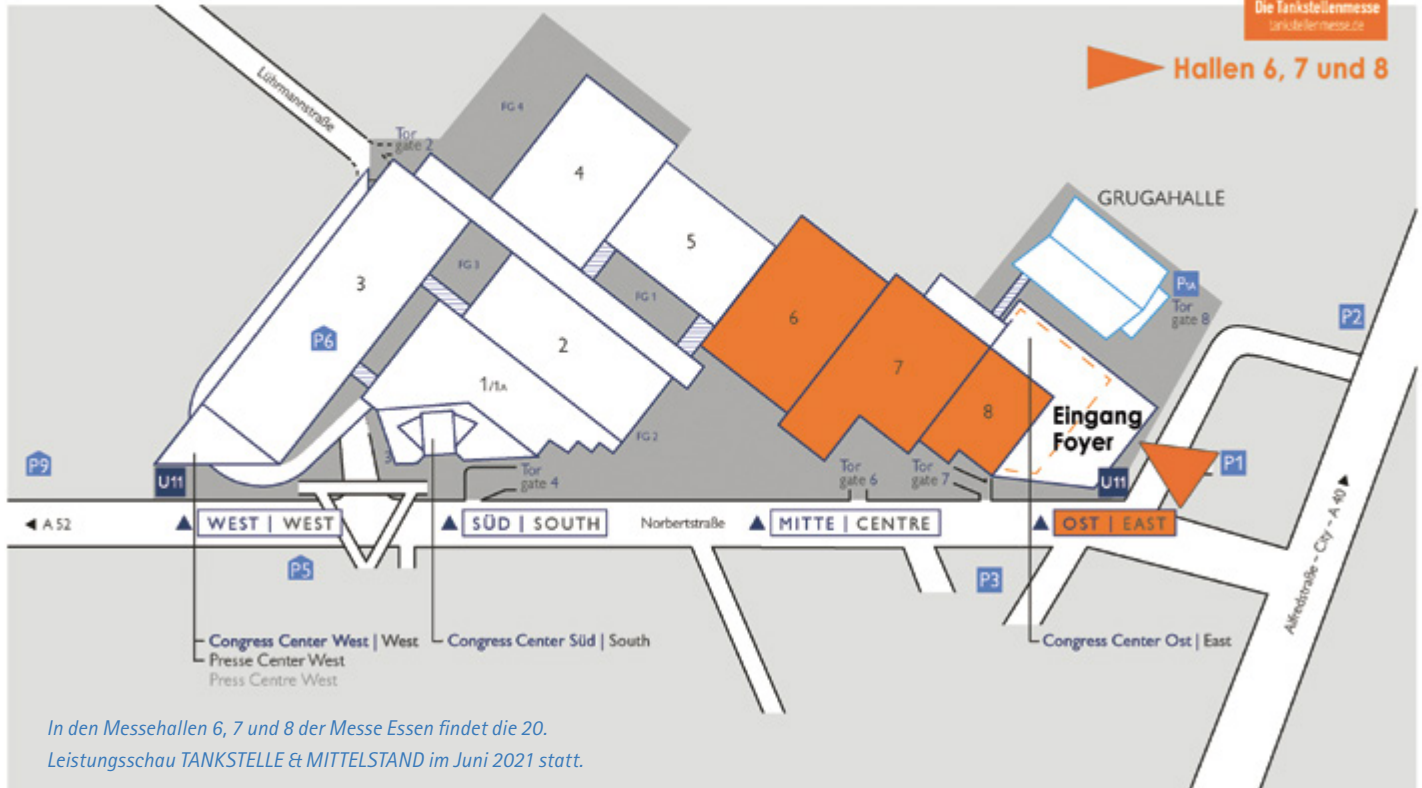 Die Tankstellenmesse
tankstellenmesse.de
Hallen 6, 7 und 8
Lührmannstraße
FG 4
Tor
gate 2
4
GRUGAHALLE
5
3
FG 3
FG 1
P1A
Tor
gate 8
6
P2
P6
2
7
1/1A
8
Eingang
Foyer
FG 2
3
P9
U11
Tor
gate 4
Tor
gate 6
Tor
gate 7
U11
P1
A 52
WEST | WEST
SÜD | SOUTH
Norbertstraße
MITTE | CENTRE
OST | EAST
Alfredstraße - City - A 40
P5
P3
Congress Center West | West
Presse Center West
Press Centre West
Congress Center Süd | South
Congress Center Ost | East
In den Messehallen 6, 7 und 8 der Messe Essen findet die 20.
Leistungsschau TANKSTELLE & MITTELSTAND im Juni 2021 statt.